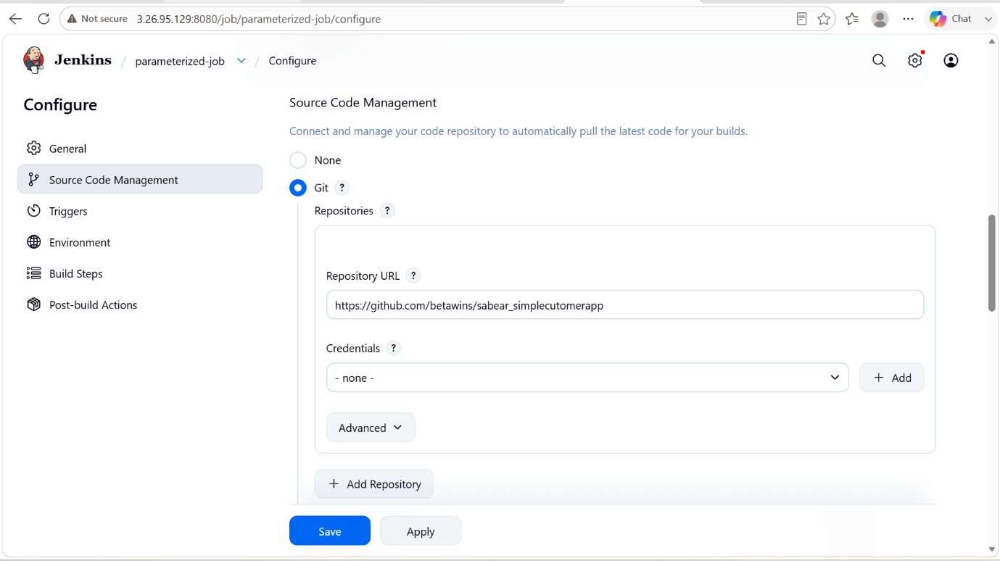 Not secure 3.26.95.129:8080/job/parameterized-job/configure Chat
Jenkins / parameterized-job / Configure
Configure
General
Source Code Management
Triggers
Environment
Build Steps
Post-build Actions
Source Code Management
Connect and manage your code repository to automatically pull the latest code for your builds.
None
Git ?
Repositories ?
Repository URL ?
https://github.com/betawins/sabear_simplecutomerapp
Credentials ?
- none -
+ Add
Advanced
+ Add Repository
Save Apply